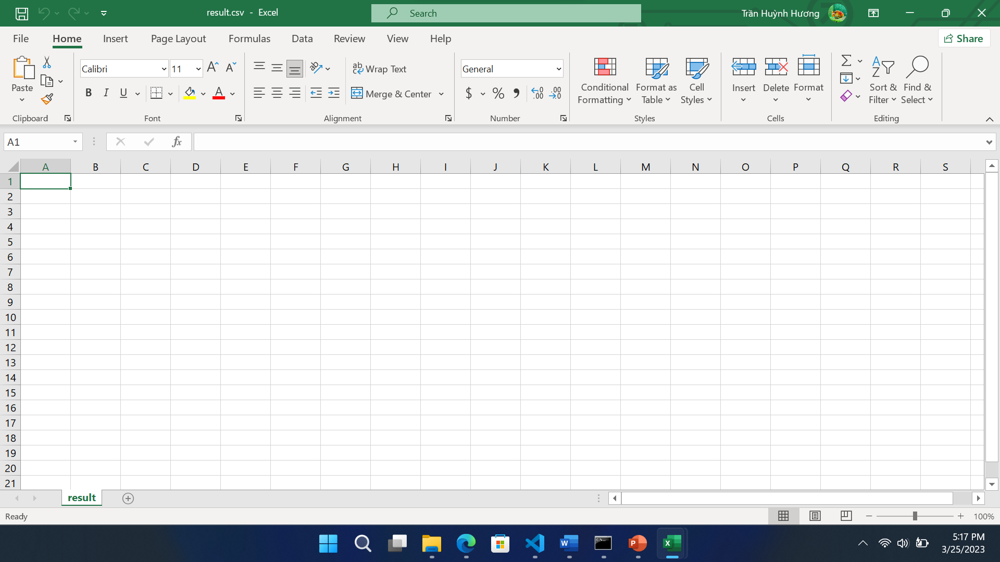 result.csv - Excel
Search
Trần Huỳnh Hương
File Home Insert Page Layout Formulas Data Review View Help
Share
Paste
Clipboard
Calibri 11
B I U A
Font
ab Wrap Text
Merge & Center
Alignment
General
$ % 9 .00 .00
Number
Conditional Formatting
Format as Table
Cell Styles
Styles
Insert Delete Format
Cells
Sort & Filter
Find & Select
Editing
A1
fx
A B C D E F G H I J K L M N O P Q R S
1
2
3
4
5
6
7
8
9
10
11
12
13
14
15
16
17
18
19
20
21
result
Ready
100%
5:17 PM
3/25/2023